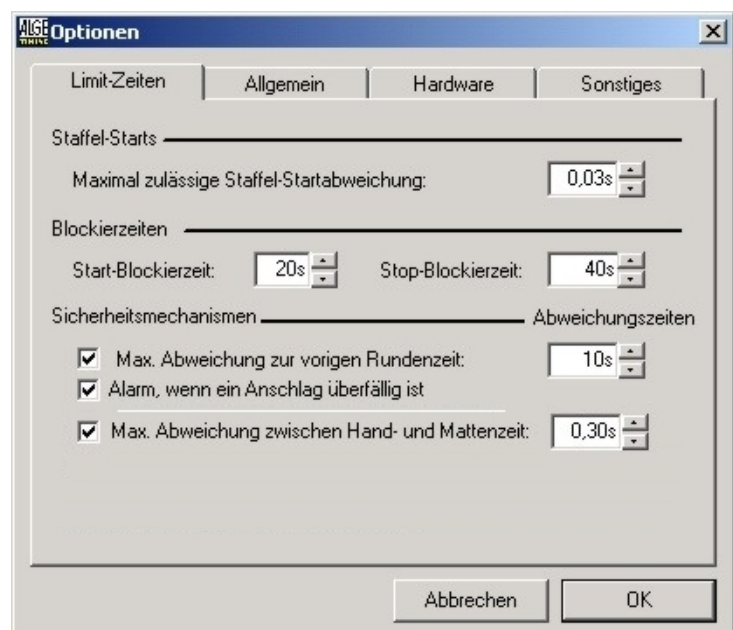 ALGE
TIMING
Optionen
Limit-Zeiten Allgemein Hardware Sonstiges
Staffel-Starts
Maximal zulässige Staffel-Startabweichung: 0,03s
Blockierzeiten
Start-Blockierzeit: 20s Stop-Blockierzeit: 40s
Sicherheitsmechanismen Abweichungszeiten
Max. Abweichung zur vorigen Rundenzeit: 10s
Alarm, wenn ein Anschlag überfällig ist
Max. Abweichung zwischen Hand- und Mattenzeit: 0,30s
Abbrechen OK